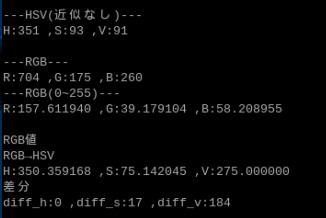 ---HSV(近似なし)---
H:351 ,S:93 ,V:91
---RGB---
R:704 ,G:175 ,B:260
---RGB(0~255)---
R:157.611940 ,G:39.179104 ,B:58.208955
RGB値
RGB→HSV
H:350.359168 ,S:75.142045 ,V:275.000000
差分
diff_h:0 ,diff_s:17 ,diff_v:184